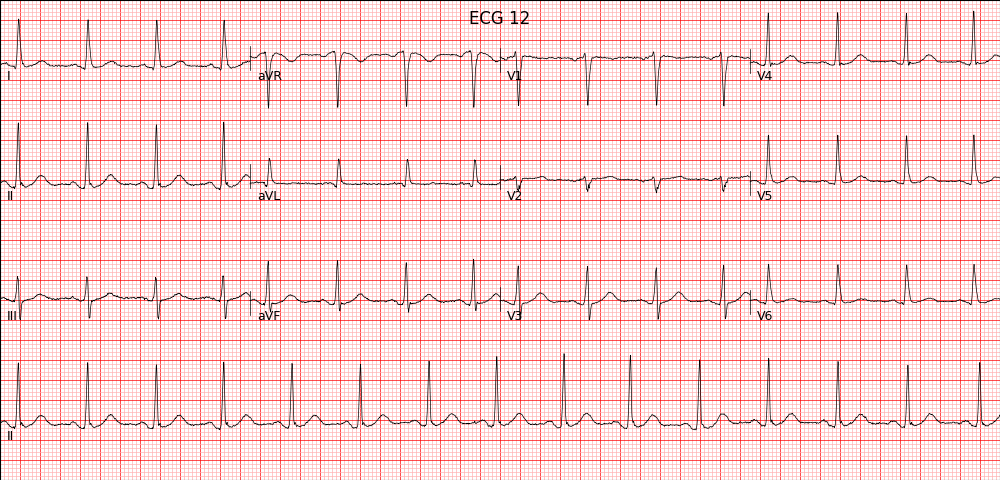 ECG 12
I aVR V1 V4
II aVL V2 V5
III aVF V3 V6
II